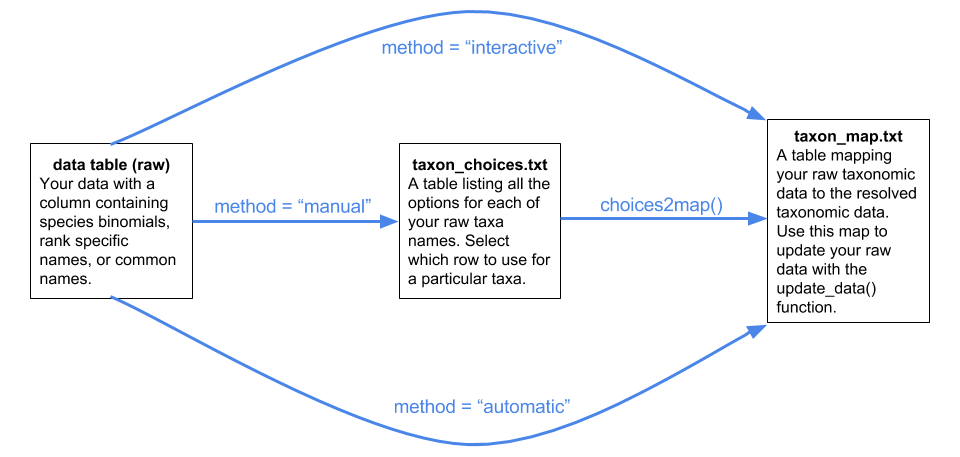 method = “interactive”
data table (raw)
Your data with a
column containing
species binomials,
rank specific
names, or common
names.
method = “manual”
taxon_choices.txt
A table listing all the
options for each of
your raw taxa
names. Select
which row to use for
a particular taxa.
choices2map()
taxon_map.txt
A table mapping
your raw taxonomic
data to the resolved
taxonomic data.
Use this map to
update your raw
data with the
update_data()
function.
method = “automatic”